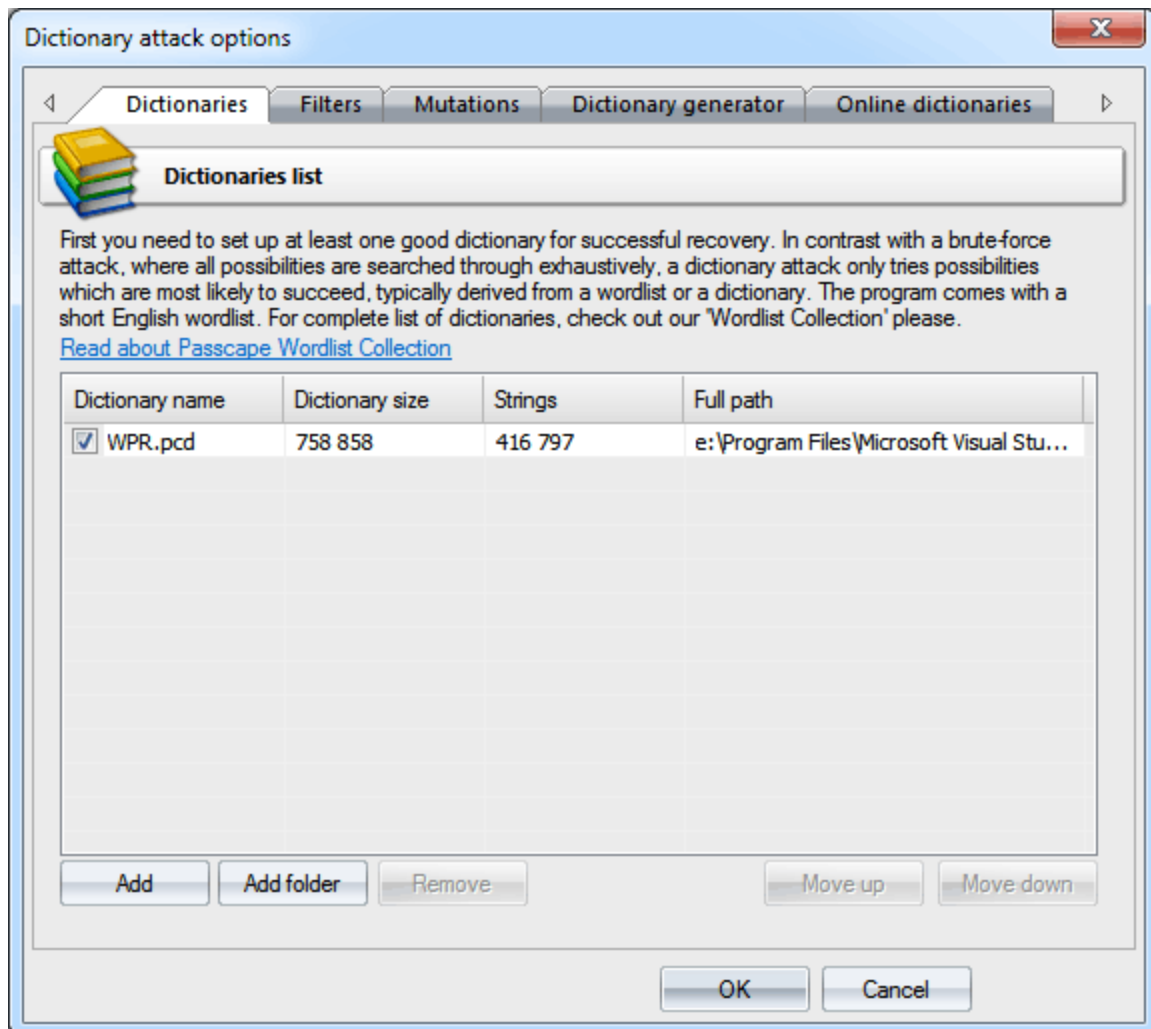 Dictionary attack options
Dictionaries Filters Mutations Dictionary generator Online dictionaries
Dictionaries list
First you need to set up at least one good dictionary for successful recovery. In contrast with a brute-force
attack, where all possibilities are searched through exhaustively, a dictionary attack only tries possibilities
which are most likely to succeed, typically derived from a wordlist or a dictionary. The program comes with a
short English wordlist. For complete list of dictionaries, check out our 'Wordlist Collection' please.
Read about Passcape Wordlist Collection
Dictionary name Dictionary size Strings Full path
WPR.pcd 758 858 416 797 e:\Program Files\Microsoft Visual Stu...
Add Add folder Remove Move up Move down
OK Cancel